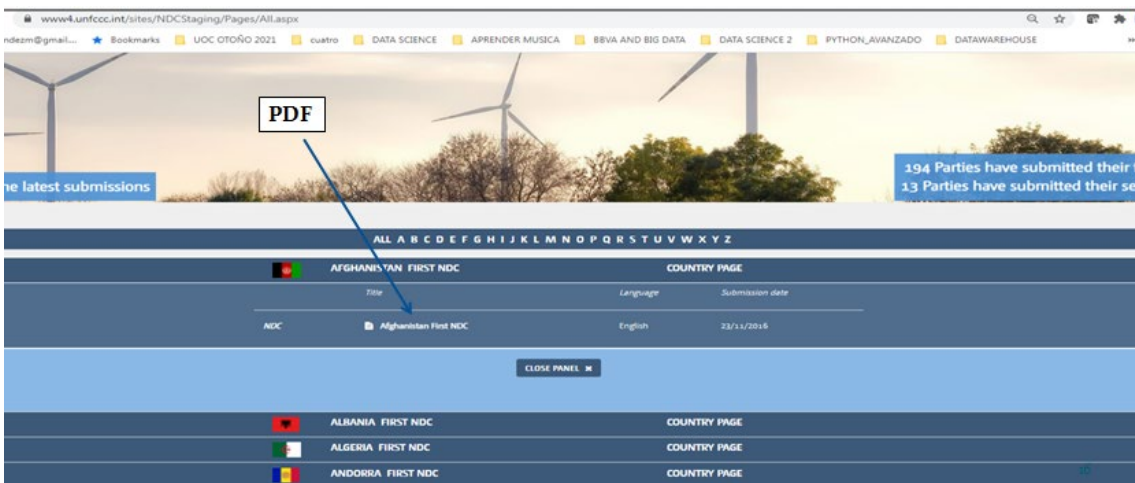 www4.unfccc.int/sites/NDCStaging/Pages/All.aspx
ndezm@gmail.... Bookmarks UOC OTOÑO 2021 cuatro DATA SCIENCE APRENDER MUSICA BBVA AND BIG DATA DATA SCIENCE 2 PYTHON_AVANZADO DATAWAREHOUSE »
PDF
he latest submissions
194 Parties have submitted their
13 Parties have submitted their se
ALL A B C D E F G H I J K L M N O P Q R S T U V W X Y Z
AFGHANISTAN FIRST NDC COUNTRY PAGE
Title Language Submission date
NDC Afghanistan First NDC English 23/11/2016
CLOSE PANEL ✖
ALBANIA FIRST NDC COUNTRY PAGE
ALGERIA FIRST NDC COUNTRY PAGE
ANDORRA FIRST NDC COUNTRY PAGE